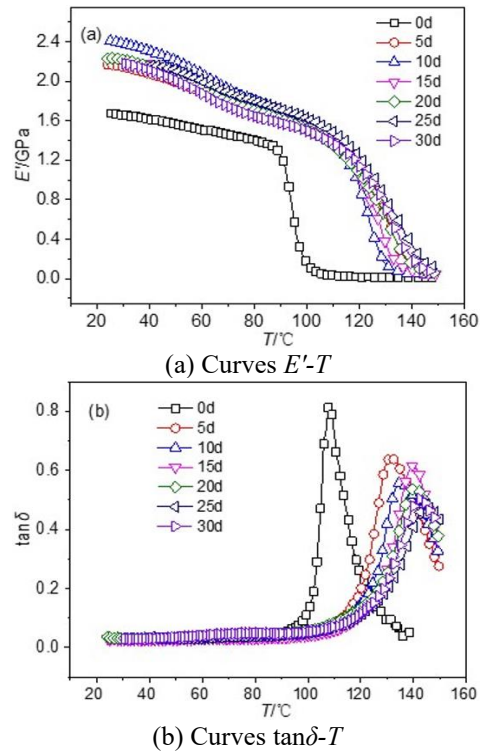 (a)
2.4
2.0
1.6
1.2
0.8
0.4
0.0
E'/GPa
0d
5d
10d
15d
20d
25d
30d
20 40 60 80 100 120 140 160
T/℃
(a) Curves E'-T
(b)
0.8
0.6
0.4
0.2
0.0
tan δ
0d
5d
10d
15d
20d
25d
30d
20 40 60 80 100 120 140 160
T/℃
(b) Curves tanδ-T